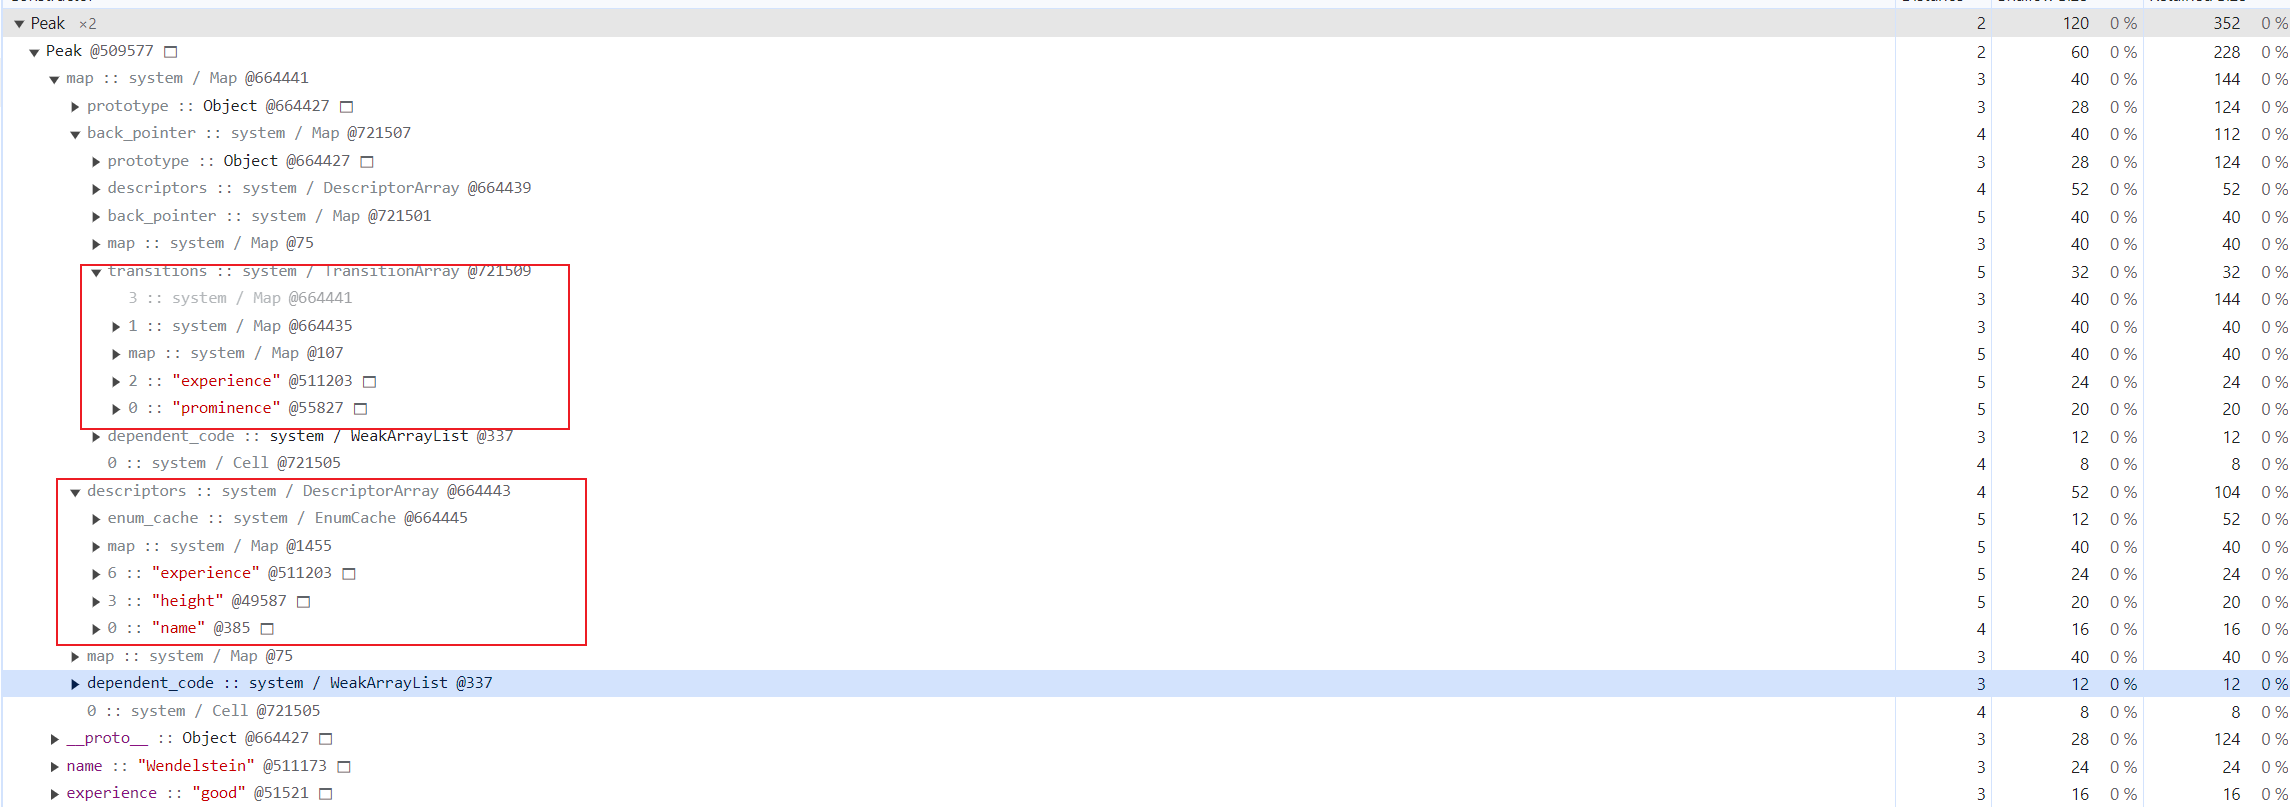 Constructor Distance Shallow Size Retained Size
▼ Peak ×2 2 120 0 % 352 0 %
▼ Peak @509577 2 60 0 % 228 0 %
▼ map :: system / Map @664441 3 40 0 % 144 0 %
▶ prototype :: Object @664427 3 28 0 % 124 0 %
▼ back_pointer :: system / Map @721507 4 40 0 % 112 0 %
▶ prototype :: Object @664427 3 28 0 % 124 0 %
▶ descriptors :: system / DescriptorArray @664439 4 52 0 % 52 0 %
▶ back_pointer :: system / Map @721501 5 40 0 % 40 0 %
▶ map :: system / Map @75 3 40 0 % 40 0 %
▼ transitions :: system / TransitionArray @721509 5 32 0 % 32 0 %
3 :: system / Map @664441 3 40 0 % 144 0 %
▶ 1 :: system / Map @664435 3 40 0 % 40 0 %
▶ map :: system / Map @107 5 40 0 % 40 0 %
▶ 2 :: "experience" @511203 5 24 0 % 24 0 %
▶ 0 :: "prominence" @55827 5 20 0 % 20 0 %
▶ dependent_code :: system / WeakArrayList @337 3 12 0 % 12 0 %
0 :: system / Cell @721505 4 8 0 % 8 0 %
▼ descriptors :: system / DescriptorArray @664443 4 52 0 % 104 0 %
▶ enum_cache :: system / EnumCache @664445 5 12 0 % 52 0 %
▶ map :: system / Map @1455 5 40 0 % 40 0 %
▶ 6 :: "experience" @511203 5 24 0 % 24 0 %
▶ 3 :: "height" @49587 5 20 0 % 20 0 %
▶ 0 :: "name" @385 4 16 0 % 16 0 %
▶ map :: system / Map @75 3 40 0 % 40 0 %
▶ dependent_code :: system / WeakArrayList @337 3 12 0 % 12 0 %
0 :: system / Cell @721505 4 8 0 % 8 0 %
▶ __proto__ :: Object @664427 3 28 0 % 124 0 %
▶ name :: "Wendelstein" @511173 3 24 0 % 24 0 %
▶ experience :: "good" @51521 3 16 0 % 16 0 %